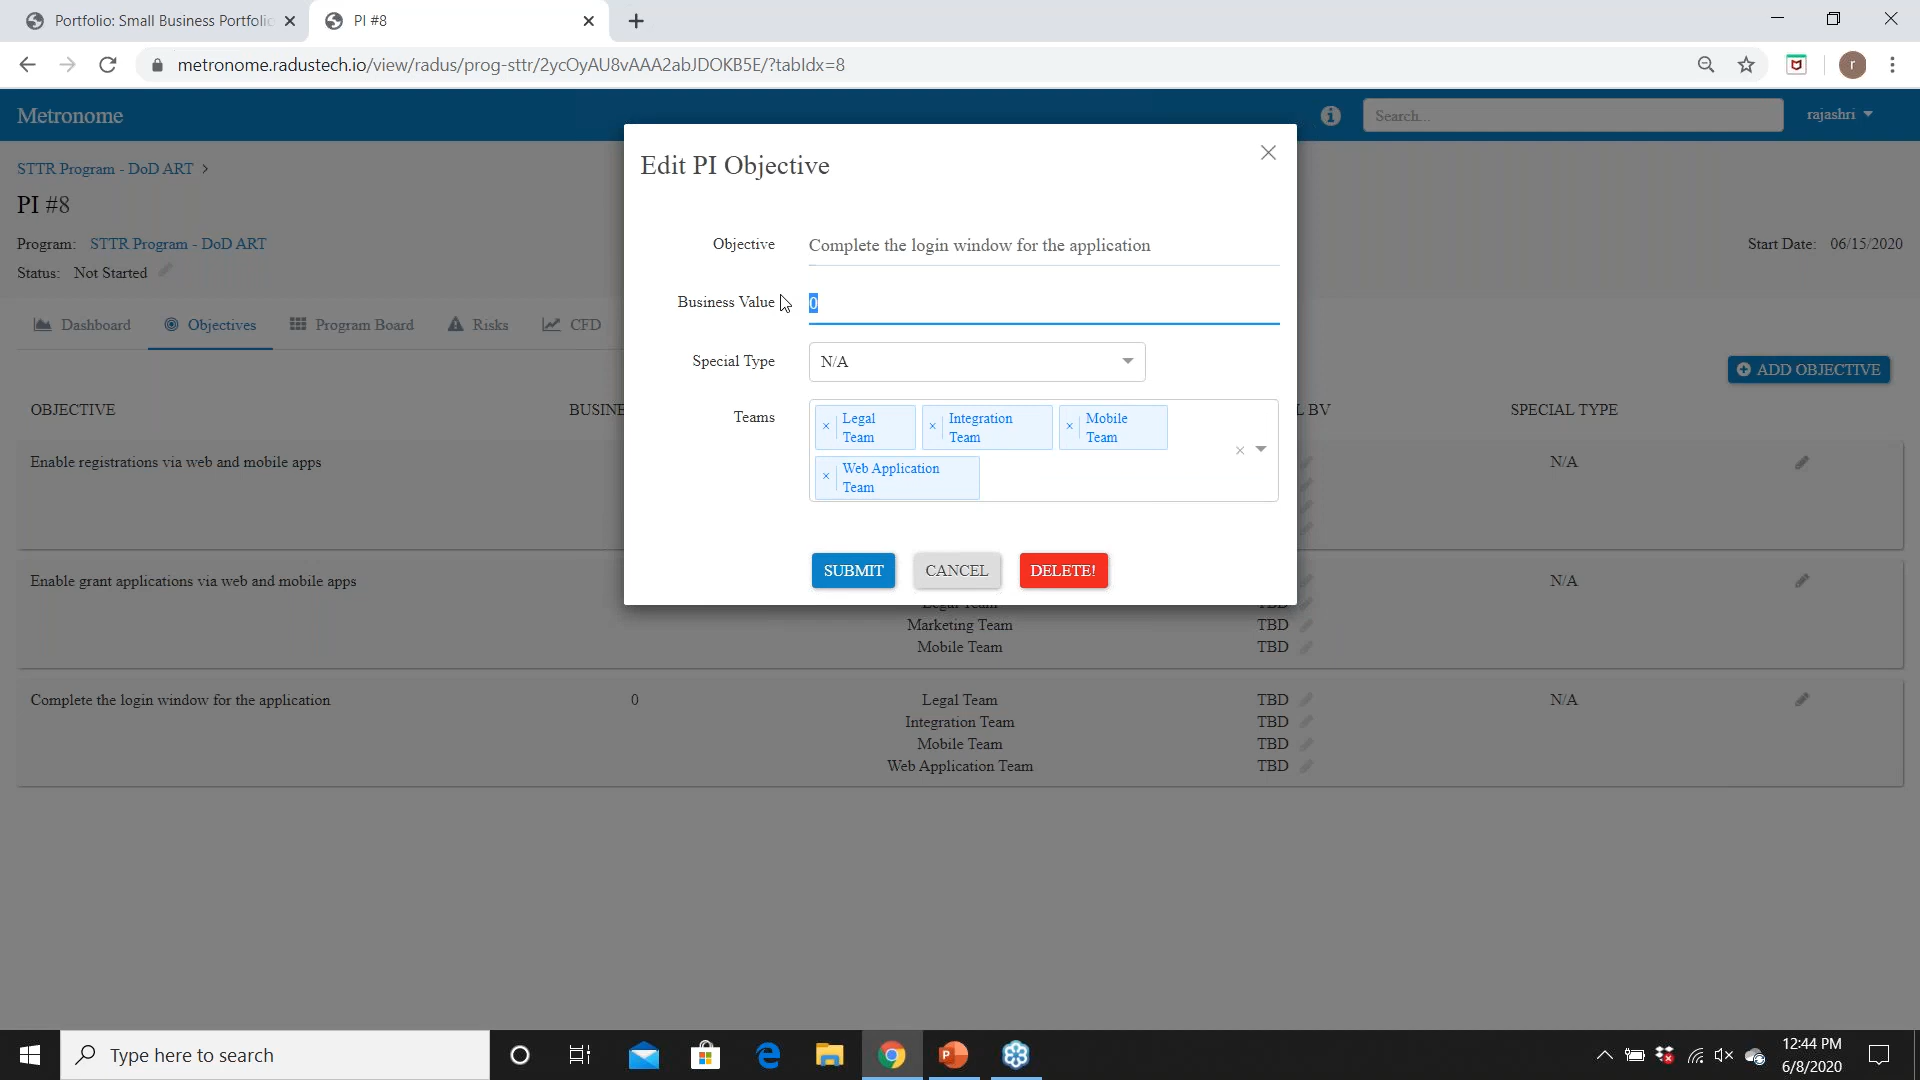 Portfolio: Small Business Portfolio
PI #8
metronome.radustech.io/view/radus/prog-sttr/2ycOyAU8vAAA2abJDOKB5E/?tabIdx=8
r
Metronome
Search...
rajashri
STTR Program - DoD ART >
PI #8
Program: STTR Program - DoD ART
Start Date: 06/15/2020
Status: Not Started
Dashboard
Objectives
Program Board
Risks
CFD
ADD OBJECTIVE
Edit PI Objective
Objective
Complete the login window for the application
Business Value
0
Special Type
N/A
Teams
× Legal Team
× Integration Team
× Mobile Team
× Web Application Team
SUBMIT
CANCEL
DELETE!
OBJECTIVE
SPECIAL TYPE
Enable registrations via web and mobile apps
N/A
Enable grant applications via web and mobile apps
N/A
Marketing Team
TBD
Mobile Team
TBD
Complete the login window for the application
0
Legal Team
TBD
N/A
Integration Team
TBD
Mobile Team
TBD
Web Application Team
TBD
Type here to search
12:44 PM
6/8/2020